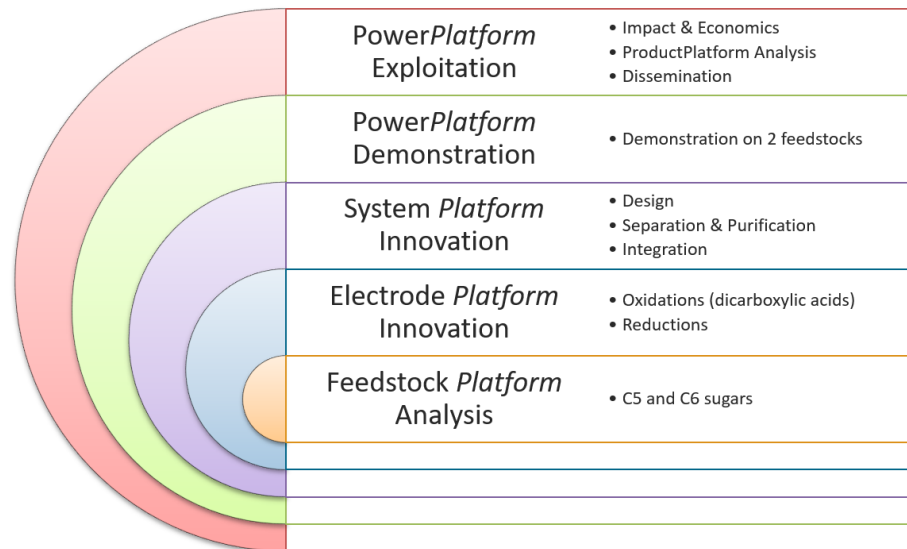 PowerPlatform
Exploitation
• Impact & Economics
• ProductPlatform Analysis
• Dissemination
PowerPlatform
Demonstration
• Demonstration on 2 feedstocks
System Platform
Innovation
• Design
• Separation & Purification
• Integration
Electrode Platform
Innovation
• Oxidations (dicarboxylic acids)
• Reductions
Feedstock Platform
Analysis
• C5 and C6 sugars